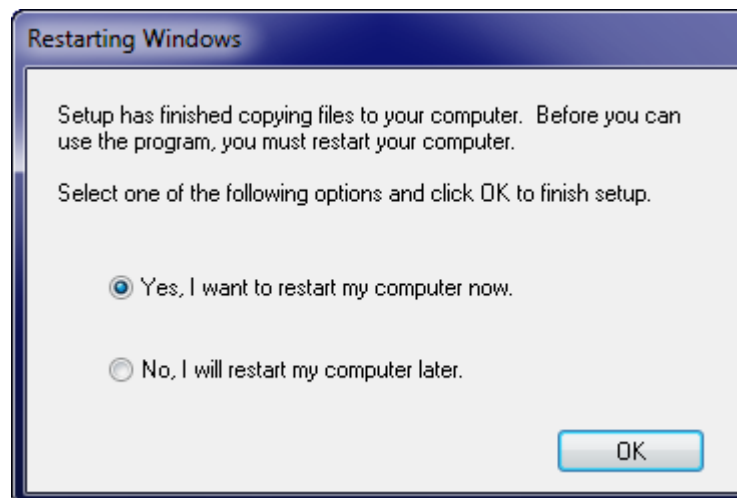 Restarting Windows
Setup has finished copying files to your computer.  Before you can
use the program, you must restart your computer.
Select one of the following options and click OK to finish setup.
Yes, I want to restart my computer now.
No, I will restart my computer later.
OK